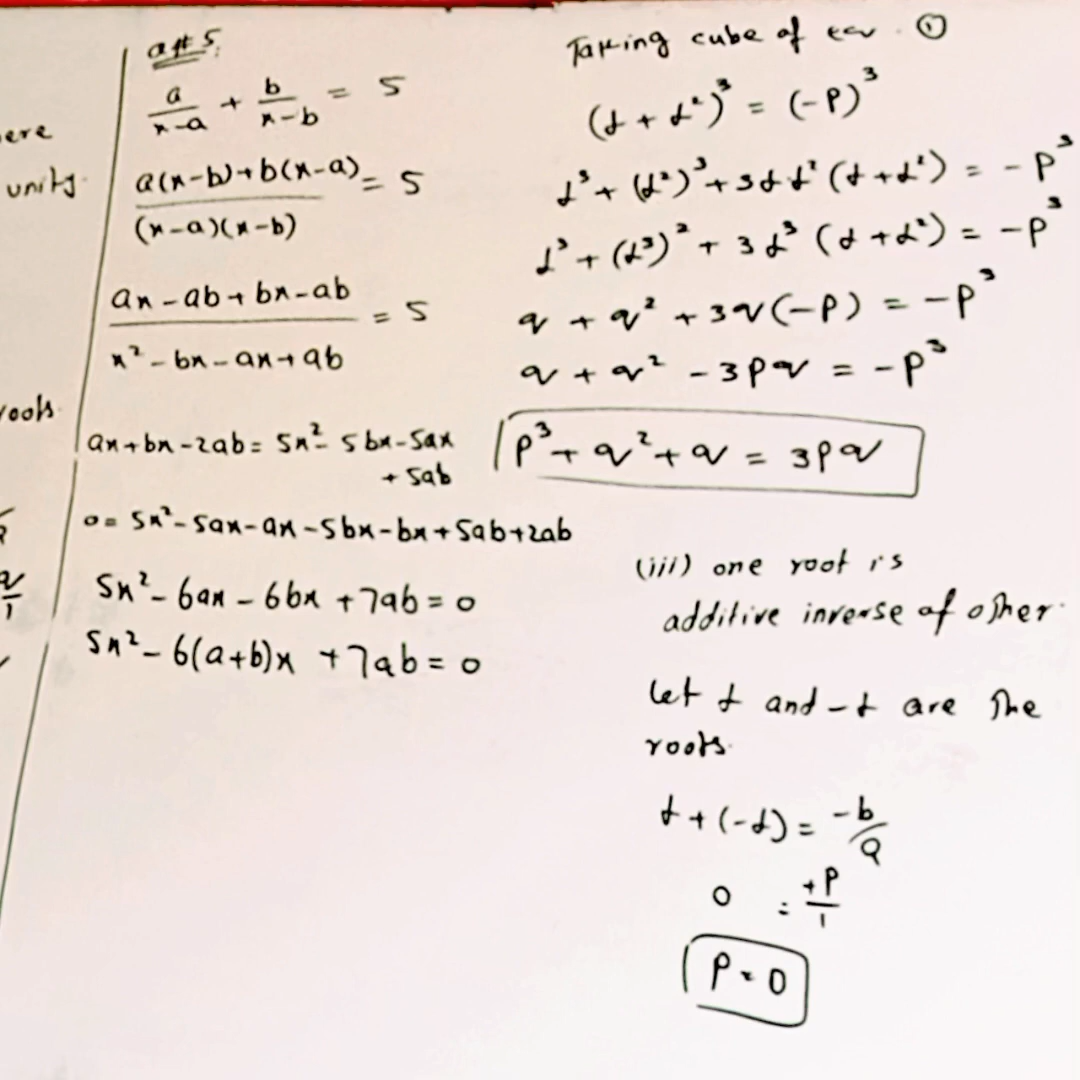 ere
unity.
roots.
a/(x-a) + b/(x-b) = 5
(a(x-b)+b(x-a))/((x-a)(x-b)) = 5
(ax-ab+bx-ab)/(x²-bx-ax+ab) = 5
ax+bx-2ab = 5x²-5bx-5ax
+ 5ab
0 = 5x²-5ax-ax-5bx-bx+5ab+2ab
5x²-6ax-6bx+7ab = 0
5x²-6(a+b)x+7ab = 0
Taking cube of ①
(α+α²)³ = (-P)³
α³+(α²)³+3αα²(α+α²) = -P³
α³+(α³)²+3α³(α+α²) = -P³
q+q²+3q(-P) = -P³
q+q²-3pq = -P³
P³+q²+q = 3pq
(iii) one root is
additive inverse of other.
let α and -α are the
roots.
α+(-α) = -b/a
0 = +P/1
P = 0